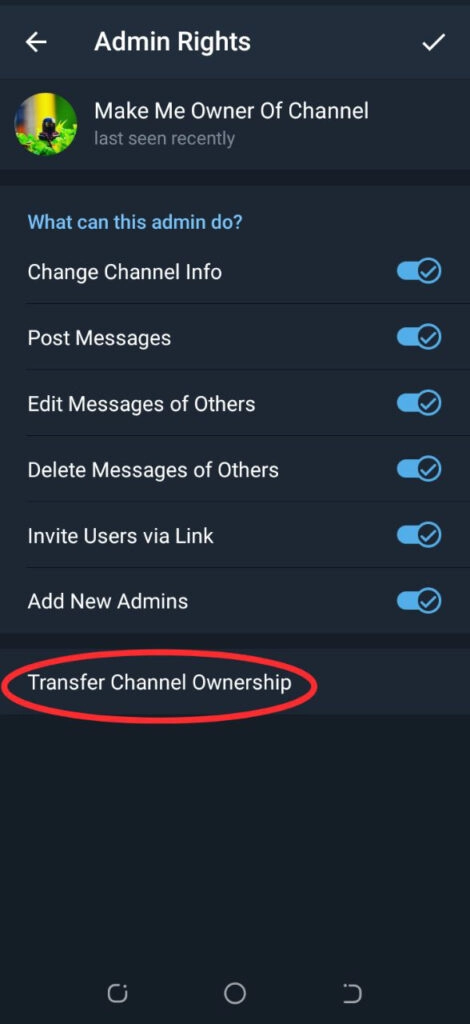 Admin Rights
Make Me Owner Of Channel
last seen recently
What can this admin do?
Change Channel Info
Post Messages
Edit Messages of Others
Delete Messages of Others
Invite Users via Link
Add New Admins
Transfer Channel Ownership